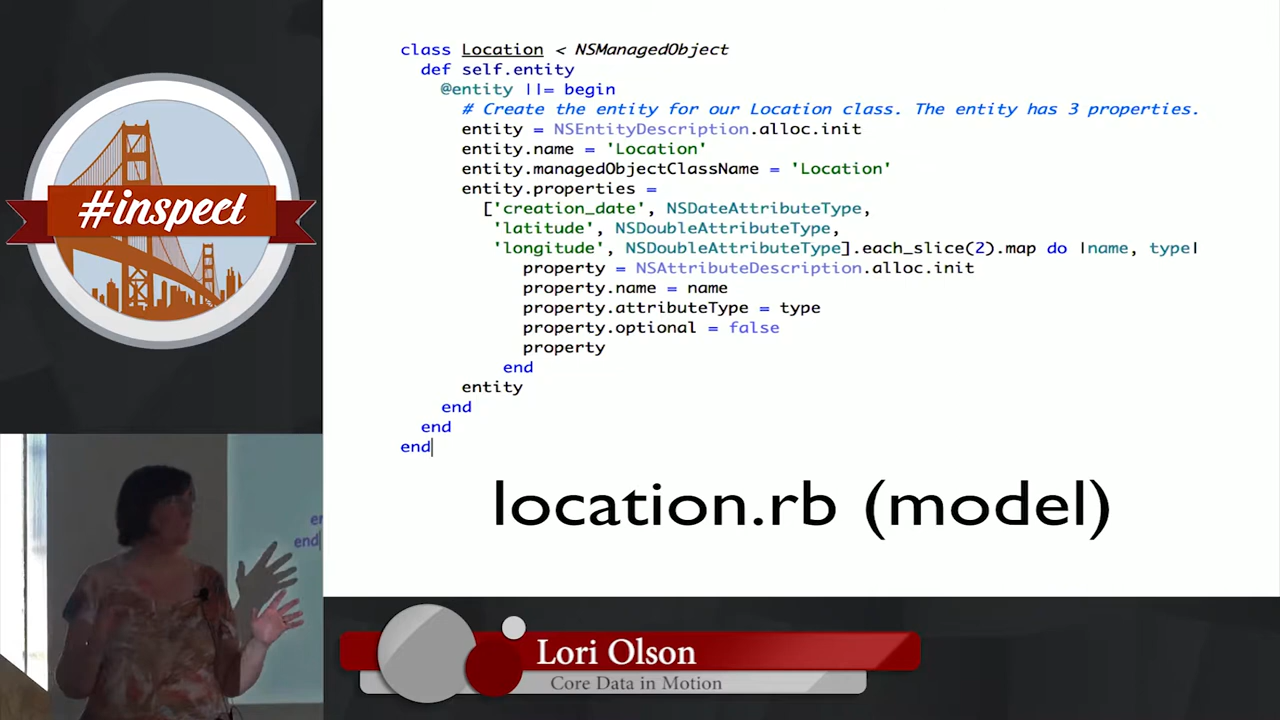 #inspect
class Location < NSManagedObject
def self.entity
@entity ||= begin
# Create the entity for our Location class. The entity has 3 properties.
entity = NSEntityDescription.alloc.init
entity.name = 'Location'
entity.managedObjectClassName = 'Location'
entity.properties =
['creation_date', NSDateAttributeType,
'latitude', NSDoubleAttributeType,
'longitude', NSDoubleAttributeType].each_slice(2).map do |name, type|
property = NSAttributeDescription.alloc.init
property.name = name
property.attributeType = type
property.optional = false
property
end
entity
end
end
end
location.rb (model)
en
end
Lori Olson
Core Data in Motion